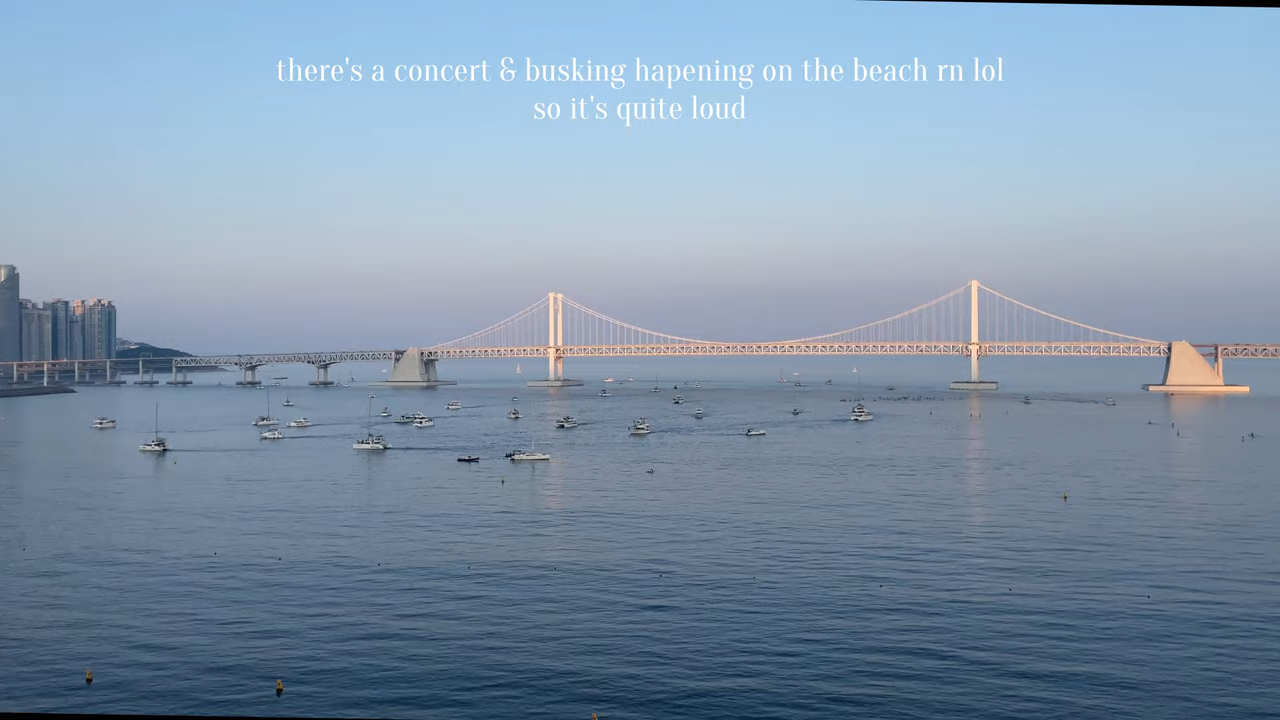 there's a concert & busking hapening on the beach rn lol
so it's quite loud